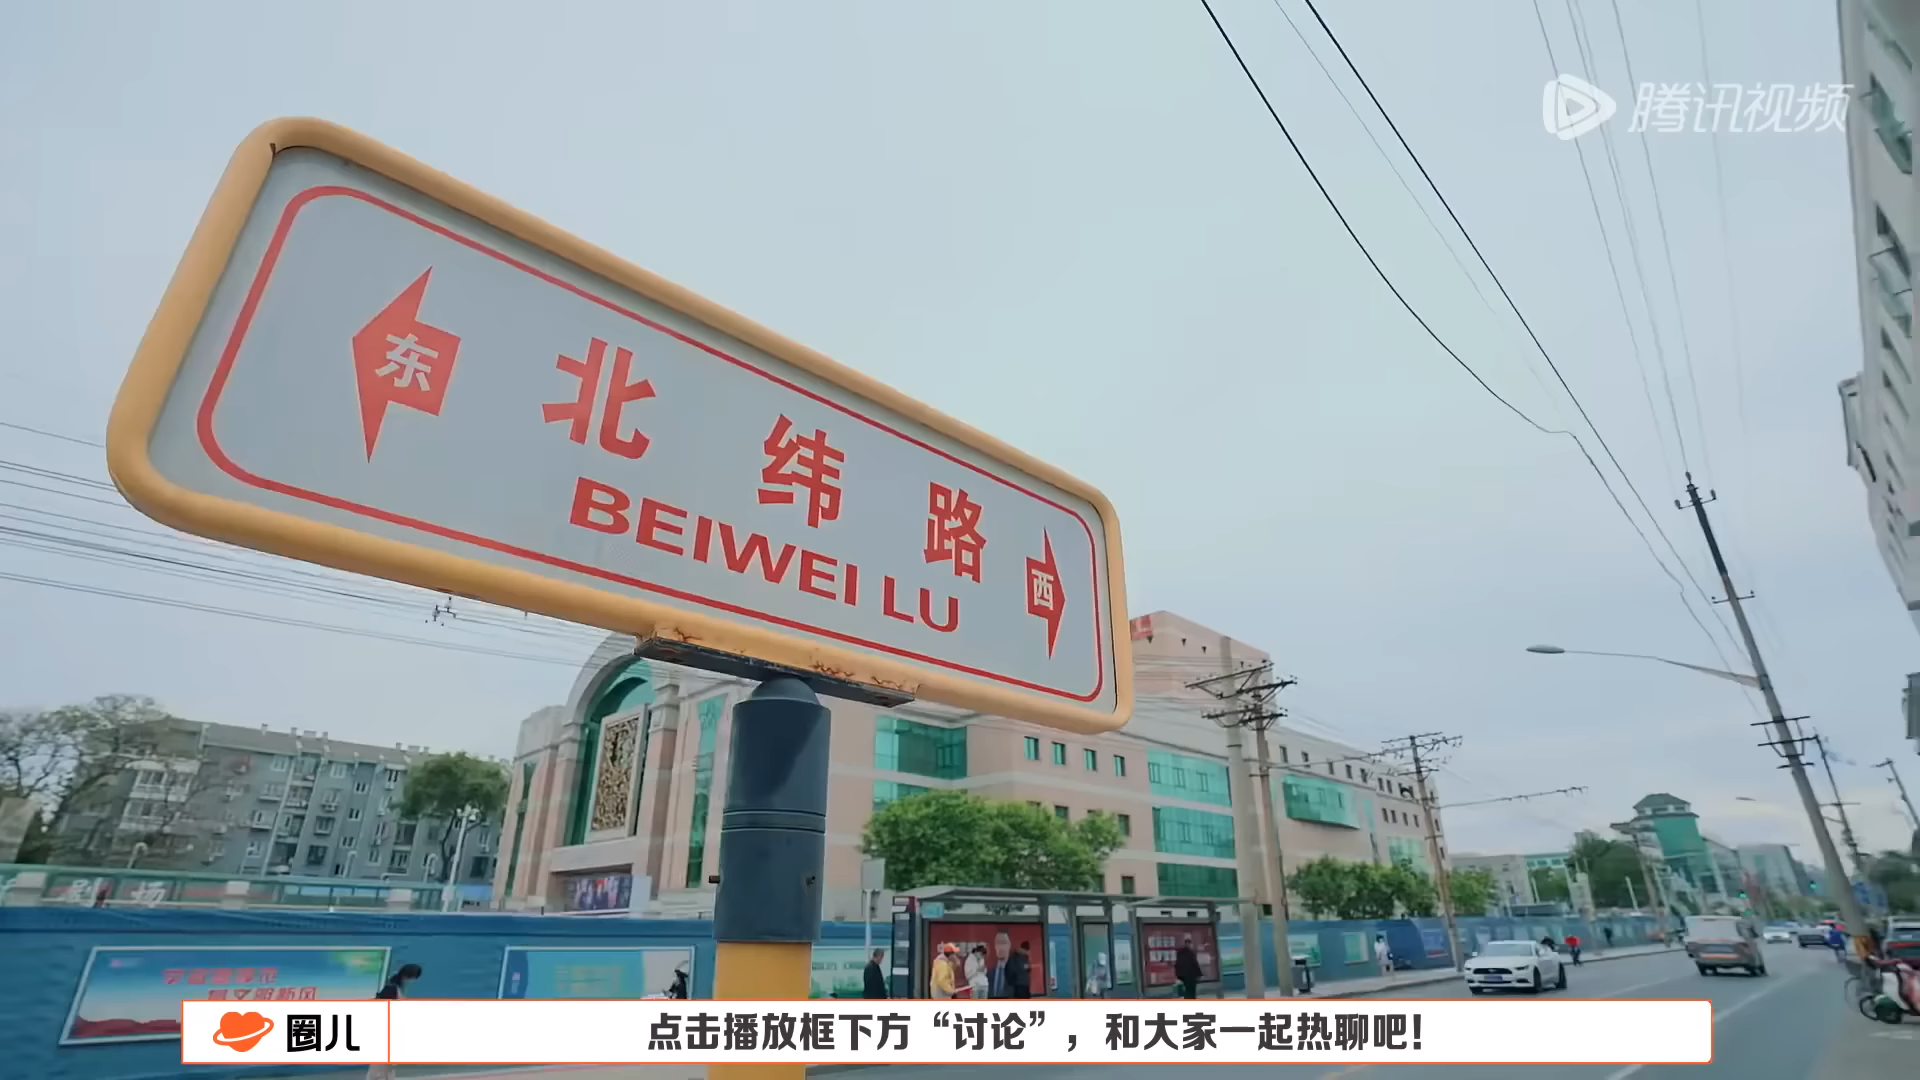 腾讯视频
东
北纬路
西
BEIWEI LU
圈儿
点击播放框下方“讨论”，和大家一起热聊吧！